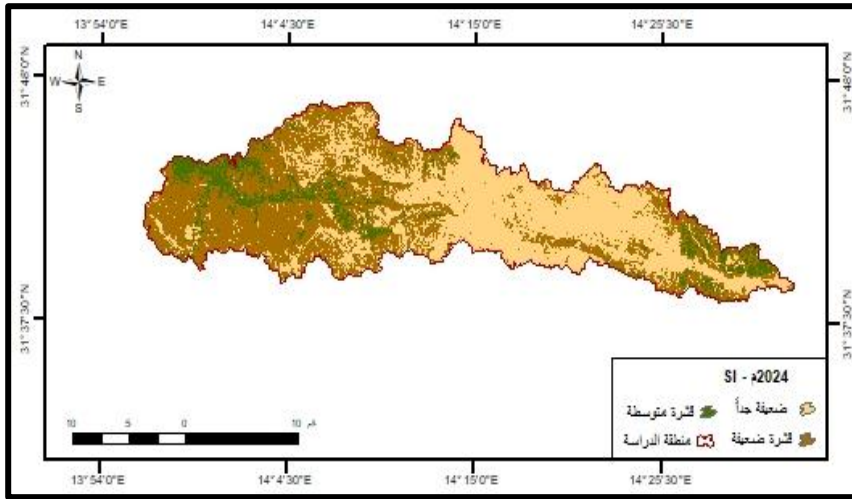 13°54'0"E 14°4'30"E 14°15'0"E 14°25'30"E
31°48'0"N 31°48'0"N
N
W E
S
31°37'30"N 31°37'30"N
2024م - SI
ضعيفة جداً قشرة متوسطة
قشرة ضعيفة منطقة الدراسة
10 5 0 10 كم
13°54'0"E 14°4'30"E 14°15'0"E 14°25'30"E